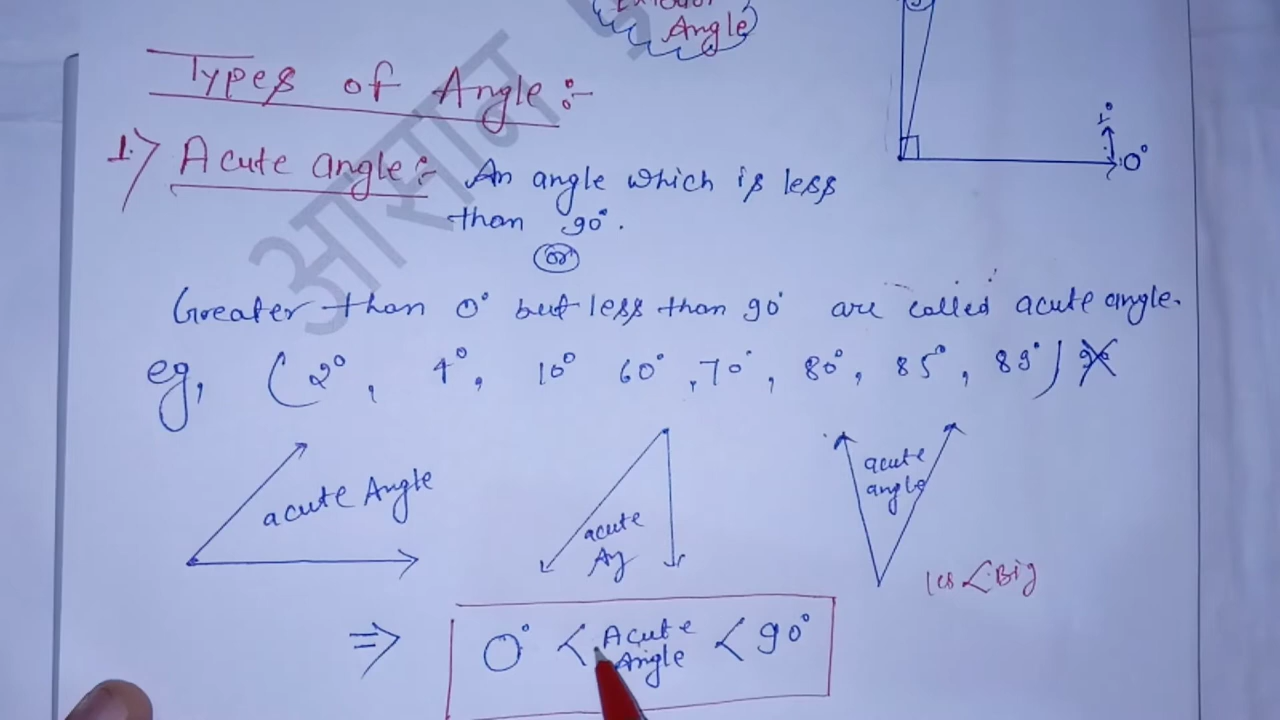 Angle
Types of Angle :-
1.) Acute angle :- An angle which is less
than 90°.
or
Greater than 0° but less than 90° are called acute angle.
eg, (2°, 4°, 10° 60°, 70°, 80°, 85°, 89°) 90°
acute Angle
acute
acute
angle
< Big
⇒ 0° < Acute Angle < 90°
1°
0°
आसान